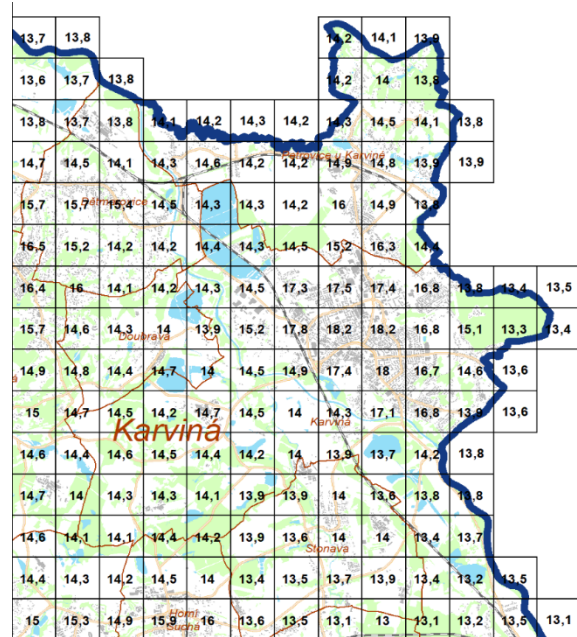 13,7 13,8 14,2 14,1 13,9
13,6 13,7 13,8 14,2 14 13,8
13,8 13,7 13,8 14,1 14,2 14,3 14,2 14,3 14,5 14,1 13,8
14,7 14,5 14,1 14,3 14,6 14,2 14,2 14,9 14,8 13,9 13,9
Petrovice u Karviné
15,7 15,7 15,4 14,5 14,3 14,3 14,2 16 14,9 13,8
Dětmarovice
16,5 15,2 14,2 14,2 14,4 14,3 14,5 15,2 16,3 14,4
16,4 16 14,1 14,2 14,3 14,5 17,3 17,5 17,4 16,8 13,8 13,4 13,5
15,7 14,6 14,3 14 13,9 15,2 17,8 18,2 18,2 16,8 15,1 13,3 13,4
Doubrava
14,9 14,8 14,4 14,7 14 14,5 14,9 17,4 18 16,7 14,6 13,6
á
15 14,7 14,5 14,2 14,7 14,5 14 14,3 17,1 16,8 13,9 13,6
Karviná
Karviná
14,6 14,4 14,6 14,5 14,4 14,2 14 13,9 13,7 14,2 13,8
14,7 14 14,3 14,3 14,1 13,9 13,9 14 13,6 13,8 13,8
14,6 14,1 14,1 14,4 14,2 13,9 13,6 14 14 13,4 13,7
Stonava
14,4 14,3 14,2 14,5 14 13,4 13,5 13,7 13,9 13,4 13,2 13,5
15 15,3 14,9 15,9 16 13,6 13,5 13,1 13 13,1 13,2 13,5 13,1
Horní
Suchá